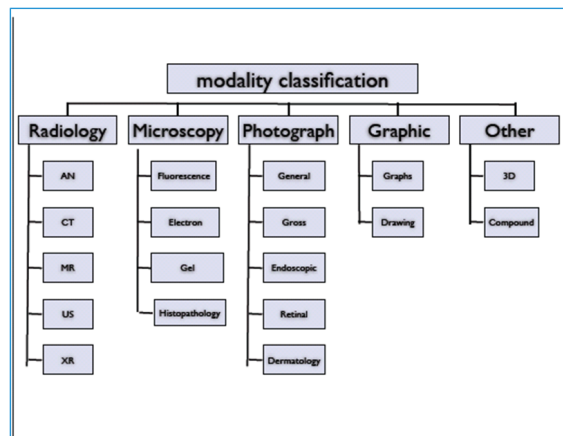 modality classification
Radiology Microscopy Photograph Graphic Other
AN Fluorescence General Graphs 3D
CT Electron Gross Drawing Compound
MR Gel Endoscopic
US Histopathology Retinal
XR Dermatology